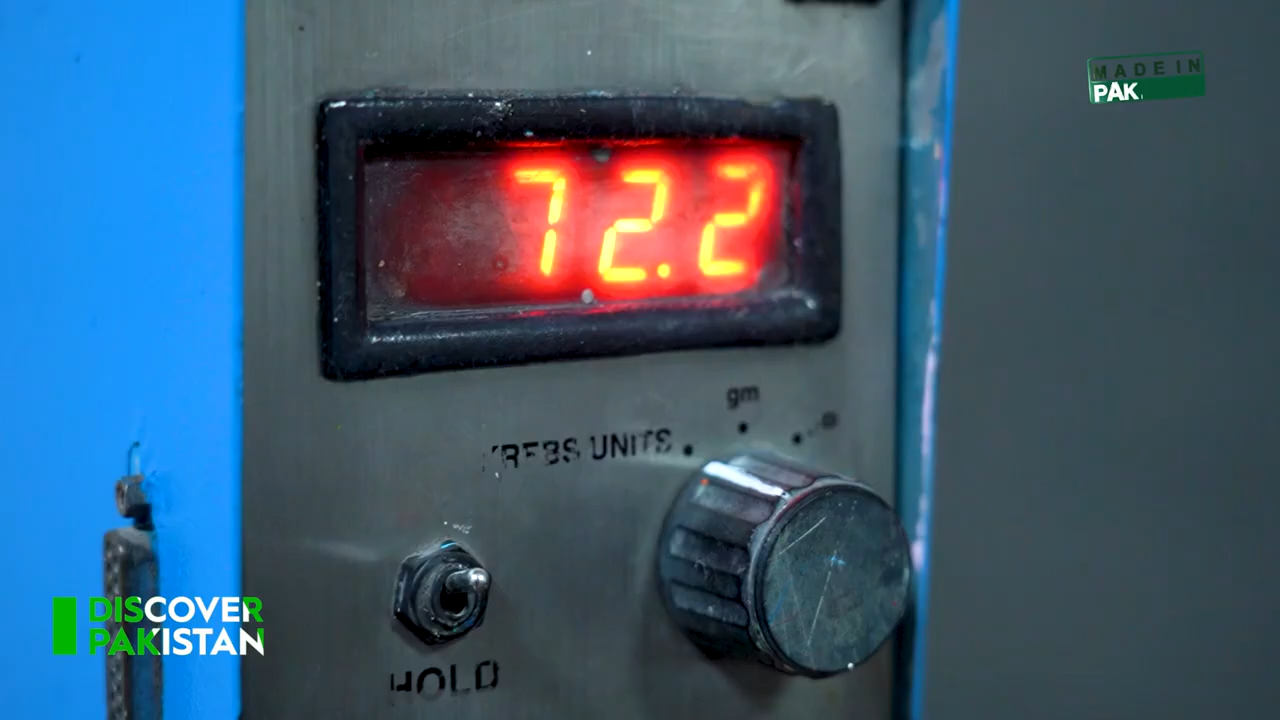 MADE IN
PAK
72.2
gm
KREBS UNITS
HOLD
DISCOVER
PAKISTAN